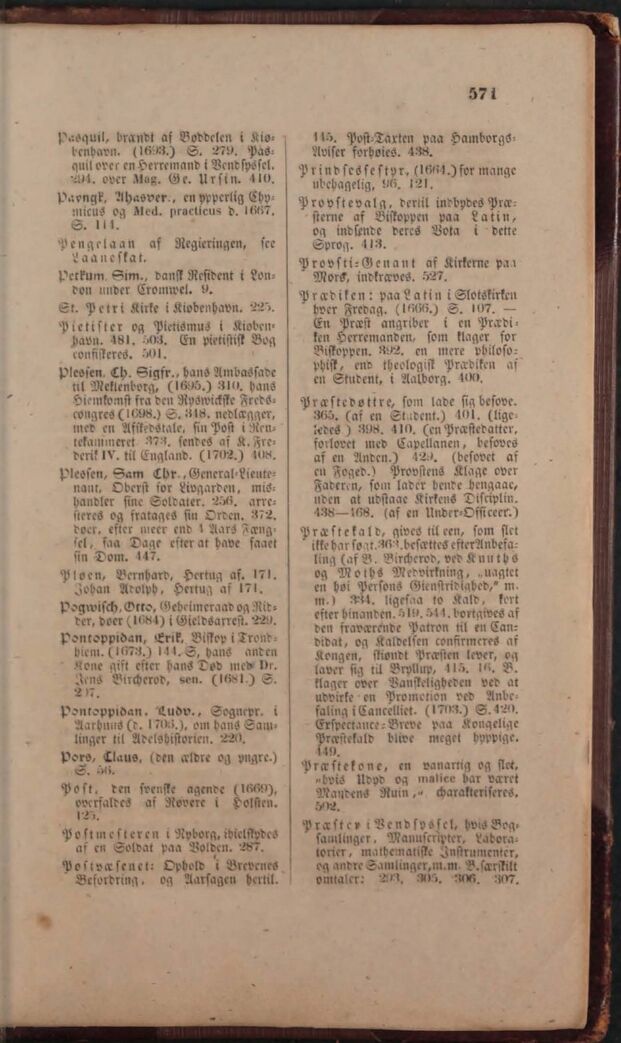 571
Pasquil, brændt af Bøddelen i Kiø-
benhavn. (1693.) S. 279. Pas-
quil over en Herremand i Vendsyssel.
294. over Mag. Ge. Ursin. 410.
Pavngk, Ahasver., en ypperlig Chy-
micus og Med. practicus d. 1667.
S. 114.
Pengelaan af Regieringen, see
Laaneskat.
Petkum, Sim., dansk Resident i Lon-
don under Cromwel. 9.
St. Petri Kirke i Kiøbenhavn. 225.
Pietister og Pietismus i Kiøben-
havn. 481. 503. En pietistisk Bog
confiskeres. 501.
Plessen, Ch. Sigfr., hans Ambassade
til Meklenborg, (1695.) 310. hans
Hiemkomst fra den Ryswickske Freds-
congres (1698.) S. 348. nedlægger,
med en Afskedstale, sin Post i Ren-
tekammeret 373. sendes af K. Fre-
derik IV. til England. (1702.) 408.
Plessen, Sam Chr., General-Lieute-
nant, Oberst for Livgarden, mis-
handler sine Soldater. 256. arre-
steres og fratages sin Orden. 372.
doer, efter meer end 4 Aars Fæng-
sel, faa Dage efter at have faaet
sin Dom. 447.
Pløen, Bernhard, Hertug af. 171.
Johan Adolph, Hertug af 171.
Pogwisch, Otto, Geheimeraad og Rid-
der, doer (1684) i Gieldsarrest. 229.
Pontoppidan, Erik, Biskop i Trond-
hiem. (1673.) 144. S, hans anden
Kone gift efter hans Død med Dr.
Jens Bircherod, sen. (1681.) S.
207.
Pontoppidan, Ludv., Sognepr. i
Aarhuus (d. 1705.), om hans Sam-
linger til Adelshistorien. 220.
Pors, Claus, (den ældre og yngre.)
S. 56.
Post, den svenske agende (1669),
overfaldes af Røvere i Holsten.
125.
Postmesteren i Nyborg, ihielskydes
af en Soldat paa Volden. 287.
Postvæsenet: Ophold i Brevenes
Befordring, og Aarsagen hertil.
445. Post-Taxten paa Hamborgs-
Aviser forhøies. 438.
Prindsessestyr, (1664.) for mange
ubehagelig, 96. 121.
Provstevalg, dertil indbydes Præ-
sterne af Biskoppen paa Latin,
og indsende deres Vota i dette
Sprog. 413.
Provsti-Genant af Kirkerne paa
Mors, indkræves. 527.
Prædiken: paa Latin i Slotskirken
hver Fredag. (1666.) S. 107. —
En Præst angriber i en Prædi-
ken Herremanden, som klager for
Biskoppen. 392. en mere philoso-
phisk, end theologisk Prædiken af
en Student, i Aalborg. 400.
Præstedøttre, som lade sig besove.
365. (af en Student.) 401. (lige-
ledes) 398. 410. (en Præstedatter,
forlovet med Capellanen, besoves
af en Anden.) 429. (besovet af
en Foged.) Provstens Klage over
Faderen, som lader hende hengaae,
uden at udstaae Kirkens Disciplin.
438—468. (af en Under-Officeer.)
Præstekald, gives til een, som slet
ikke har søgt. 363. besættes efter Anbefa-
ling (af B. Bircherod, ved Knuths
og Moths Medvirkning, „uagtet
en høi Persons Gienstridighed,“ m.
m.) 334. ligesaa to Kald, kort
efter hinanden. 519. 544. bortgives af
den fraværende Patron til en Can-
didat, og Kaldelsen confirmeres af
Kongen, skiøndt Præsten lever, og
laver sig til Bryllup, 415. 16. B.
klager over Vanskeligheden ved at
udvirke en Promotion ved Anbe-
faling i Cancelliet. (1703.) S. 420.
Exspectance-Breve paa Kongelige
Præstekald blive meget hyppige.
449.
Præstekone, en vanartig og slet,
„hvis Udyd og malice har været
Mandens Ruin,“ charakteriseres.
502.
Præster i Vendsyssel, hvis Bog-
samlinger, Manuscripter, Labora-
torier, mathematiske Instrumenter,
og andre Samlinger, m.m. B. særskilt
omtaler: 293. 305. 306. 307.